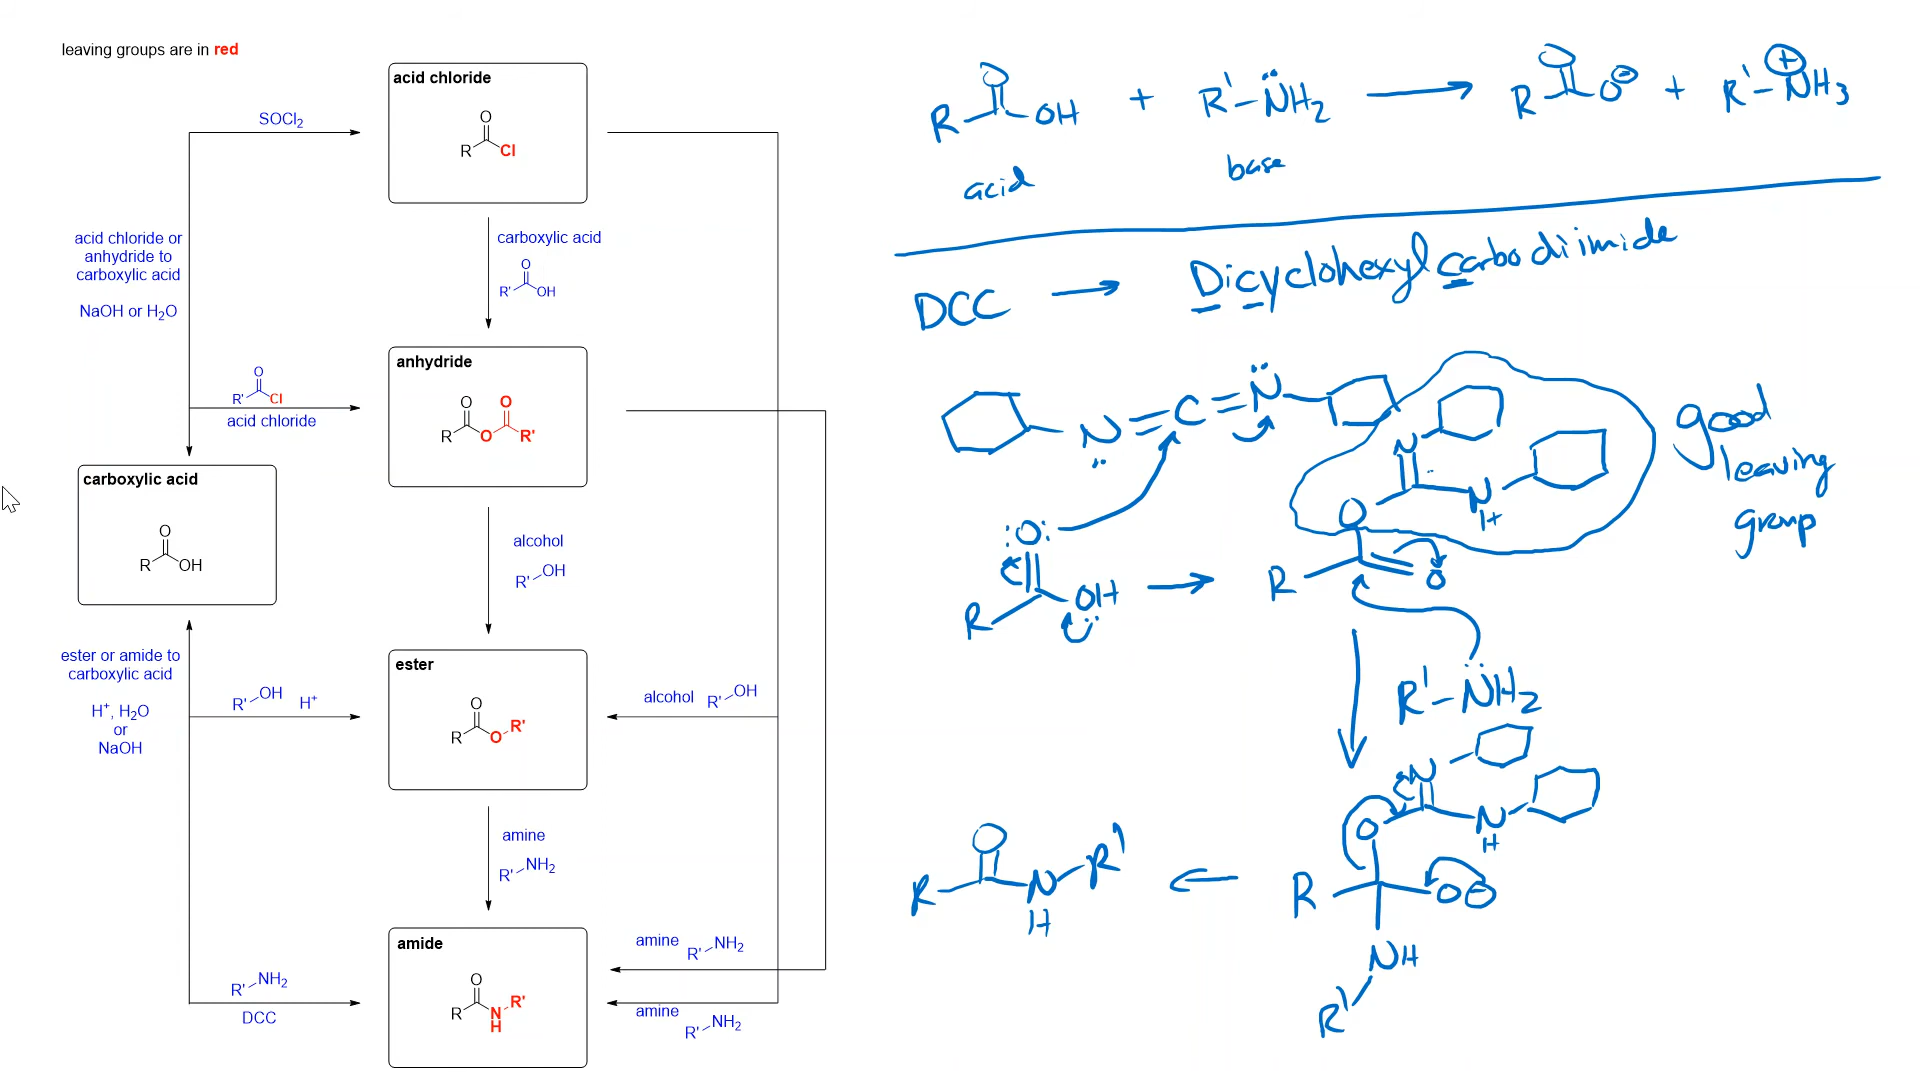 leaving groups are in red
acid chloride
O
R
Cl
SOCl2
acid chloride or
anhydride to
carboxylic acid
NaOH or H2O
carboxylic acid
O
R'
OH
anhydride
O
O
R
O
R'
O
R'
Cl
acid chloride
carboxylic acid
O
R
OH
alcohol
R'
OH
ester or amide to
carboxylic acid
H+, H2O
or
NaOH
R'
OH
H+
ester
O
R
O
R'
alcohol
R'
OH
amine
R'
NH2
amide
O
R
N
H
R'
amine
R'
NH2
amine
R'
NH2
R'
NH2
DCC
O
R
OH
+ R'-NH2
O
R
O⊖ + R'-NH3
⊕
acid
base
DCC → Dicyclohexyl carbodiimide
N=C=N
O
R
OH
N
N
H
O
R
O
good
leaving
group
R'-NH2
N
O
N
H
R
O⊖
NH
R'
O
R
N
H
R'